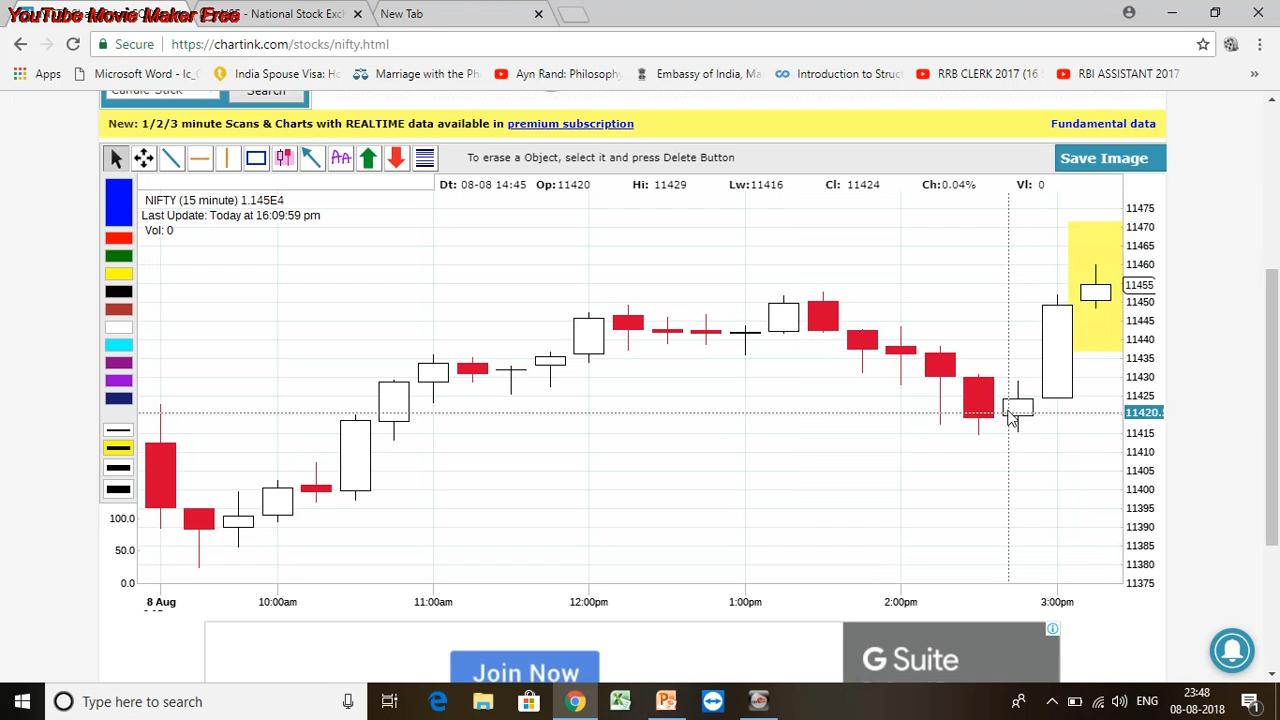 YouTube Movie Maker Free
- National Stock Exch
New Tab
Secure
https://chartink.com/stocks/nifty.html
Apps
Microsoft Word - Ic_C
India Spouse Visa: Ho
Marriage with the Ph
Ayn Rand: Philosoph
Embassy of India, Ma
Introduction to Struc
RRB CLERK 2017 (16 S
RBI ASSISTANT 2017
»
Candle Stick
Search
New: 1/2/3 minute Scans & Charts with REALTIME data available in premium subscription
Fundamental data
AA
To erase a Object, select it and press Delete Button
Save Image
Dt: 08-08 14:45 Op:11420 Hi: 11429 Lw:11416 Cl: 11424 Ch:0.04% Vl: 0
NIFTY (15 minute) 1.145E4
Last Update: Today at 16:09:59 pm
Vol: 0
11475
11470
11465
11460
11455
11450
11445
11440
11435
11430
11425
11420.5
11415
11410
11405
11400
11395
11390
11385
11380
11375
100.0
50.0
0.0
8 Aug
10:00am
11:00am
12:00pm
1:00pm
2:00pm
3:00pm
Join Now
G Suite
Type here to search
ENG
23:48
08-08-2018
1